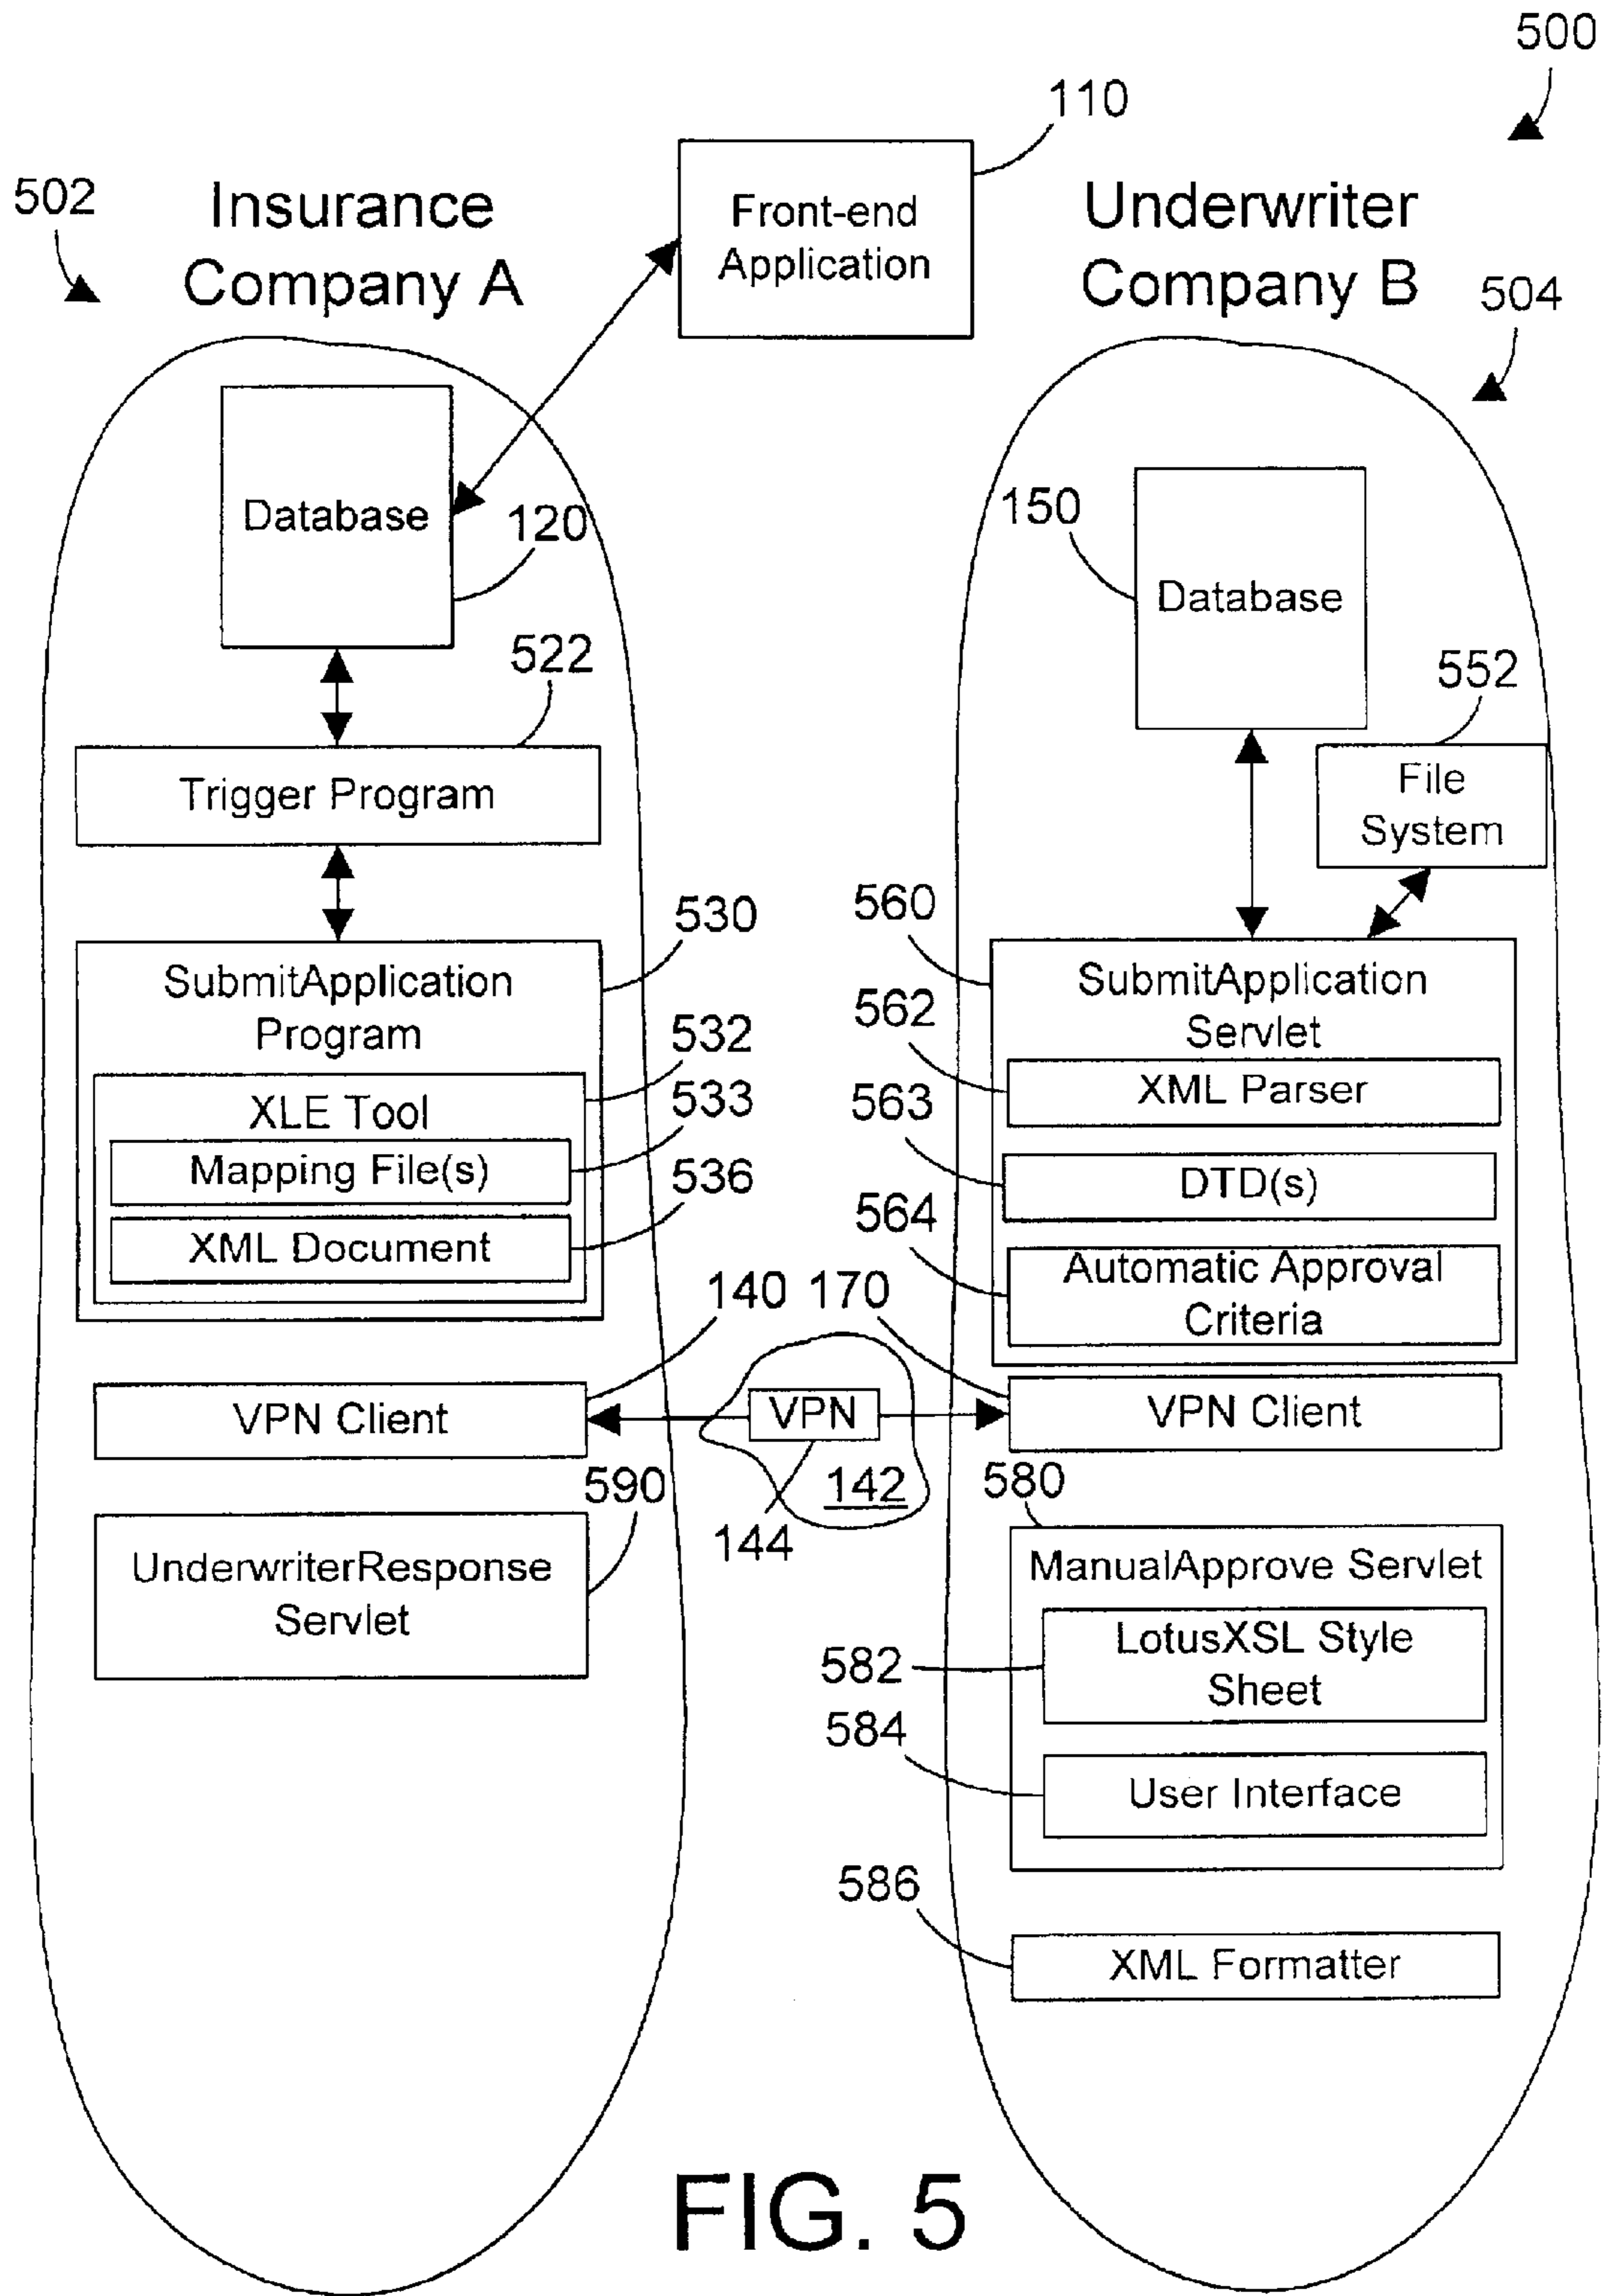 500
110
502
Insurance
Company A
Front-end
Application
Underwriter
Company B
504
Database
120
150
Database
522
Trigger Program
552
File
System
530
SubmitApplication
Program
532
XLE Tool
533
Mapping File(s)
536
XML Document
560
SubmitApplication
Servlet
562
XML Parser
563
DTD(s)
564
Automatic Approval
Criteria
140
170
VPN Client
VPN
142
144
VPN Client
590
UnderwriterResponse
Servlet
580
ManualApprove Servlet
582
LotusXSL Style
Sheet
584
User Interface
586
XML Formatter
FIG. 5